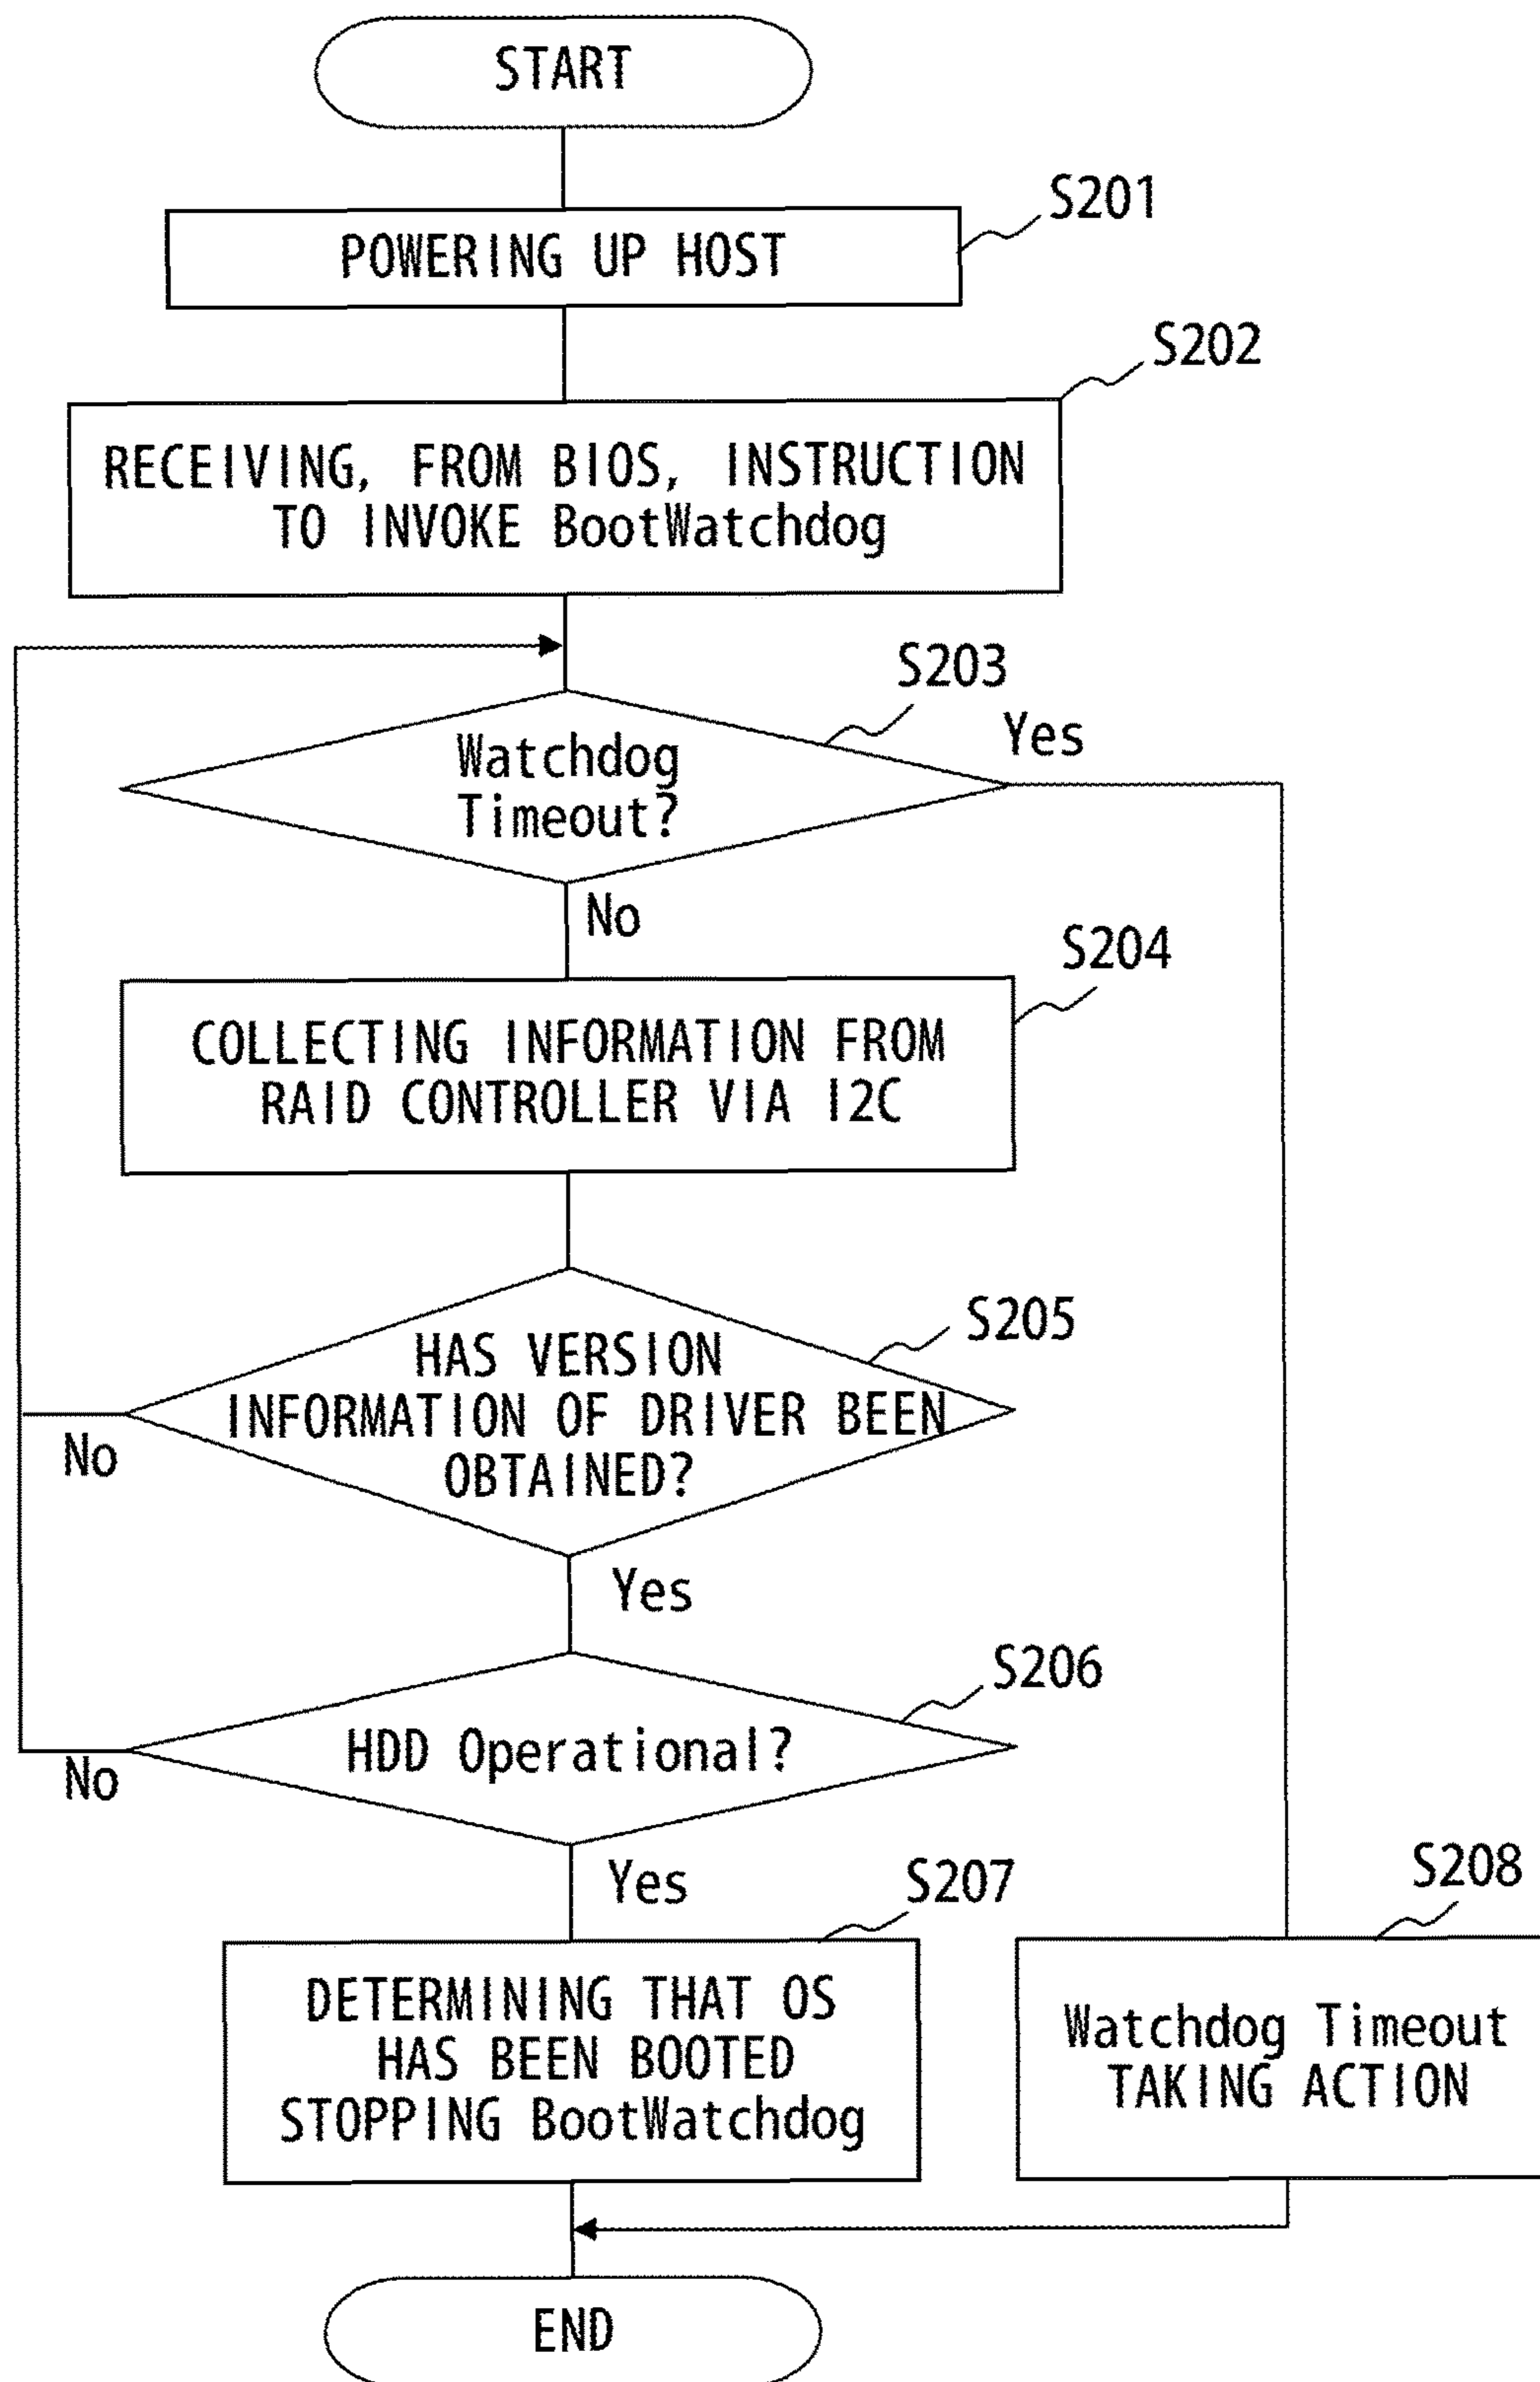 START
S201
POWERING UP HOST
S202
RECEIVING, FROM BIOS, INSTRUCTION
TO INVOKE BootWatchdog
S203
Yes
Watchdog
Timeout?
No
S204
COLLECTING INFORMATION FROM
RAID CONTROLLER VIA I2C
S205
HAS VERSION
INFORMATION OF DRIVER BEEN
OBTAINED?
No
Yes
S206
HDD Operational?
No
Yes
S207
S208
DETERMINING THAT OS
HAS BEEN BOOTED
STOPPING BootWatchdog
Watchdog Timeout
TAKING ACTION
END